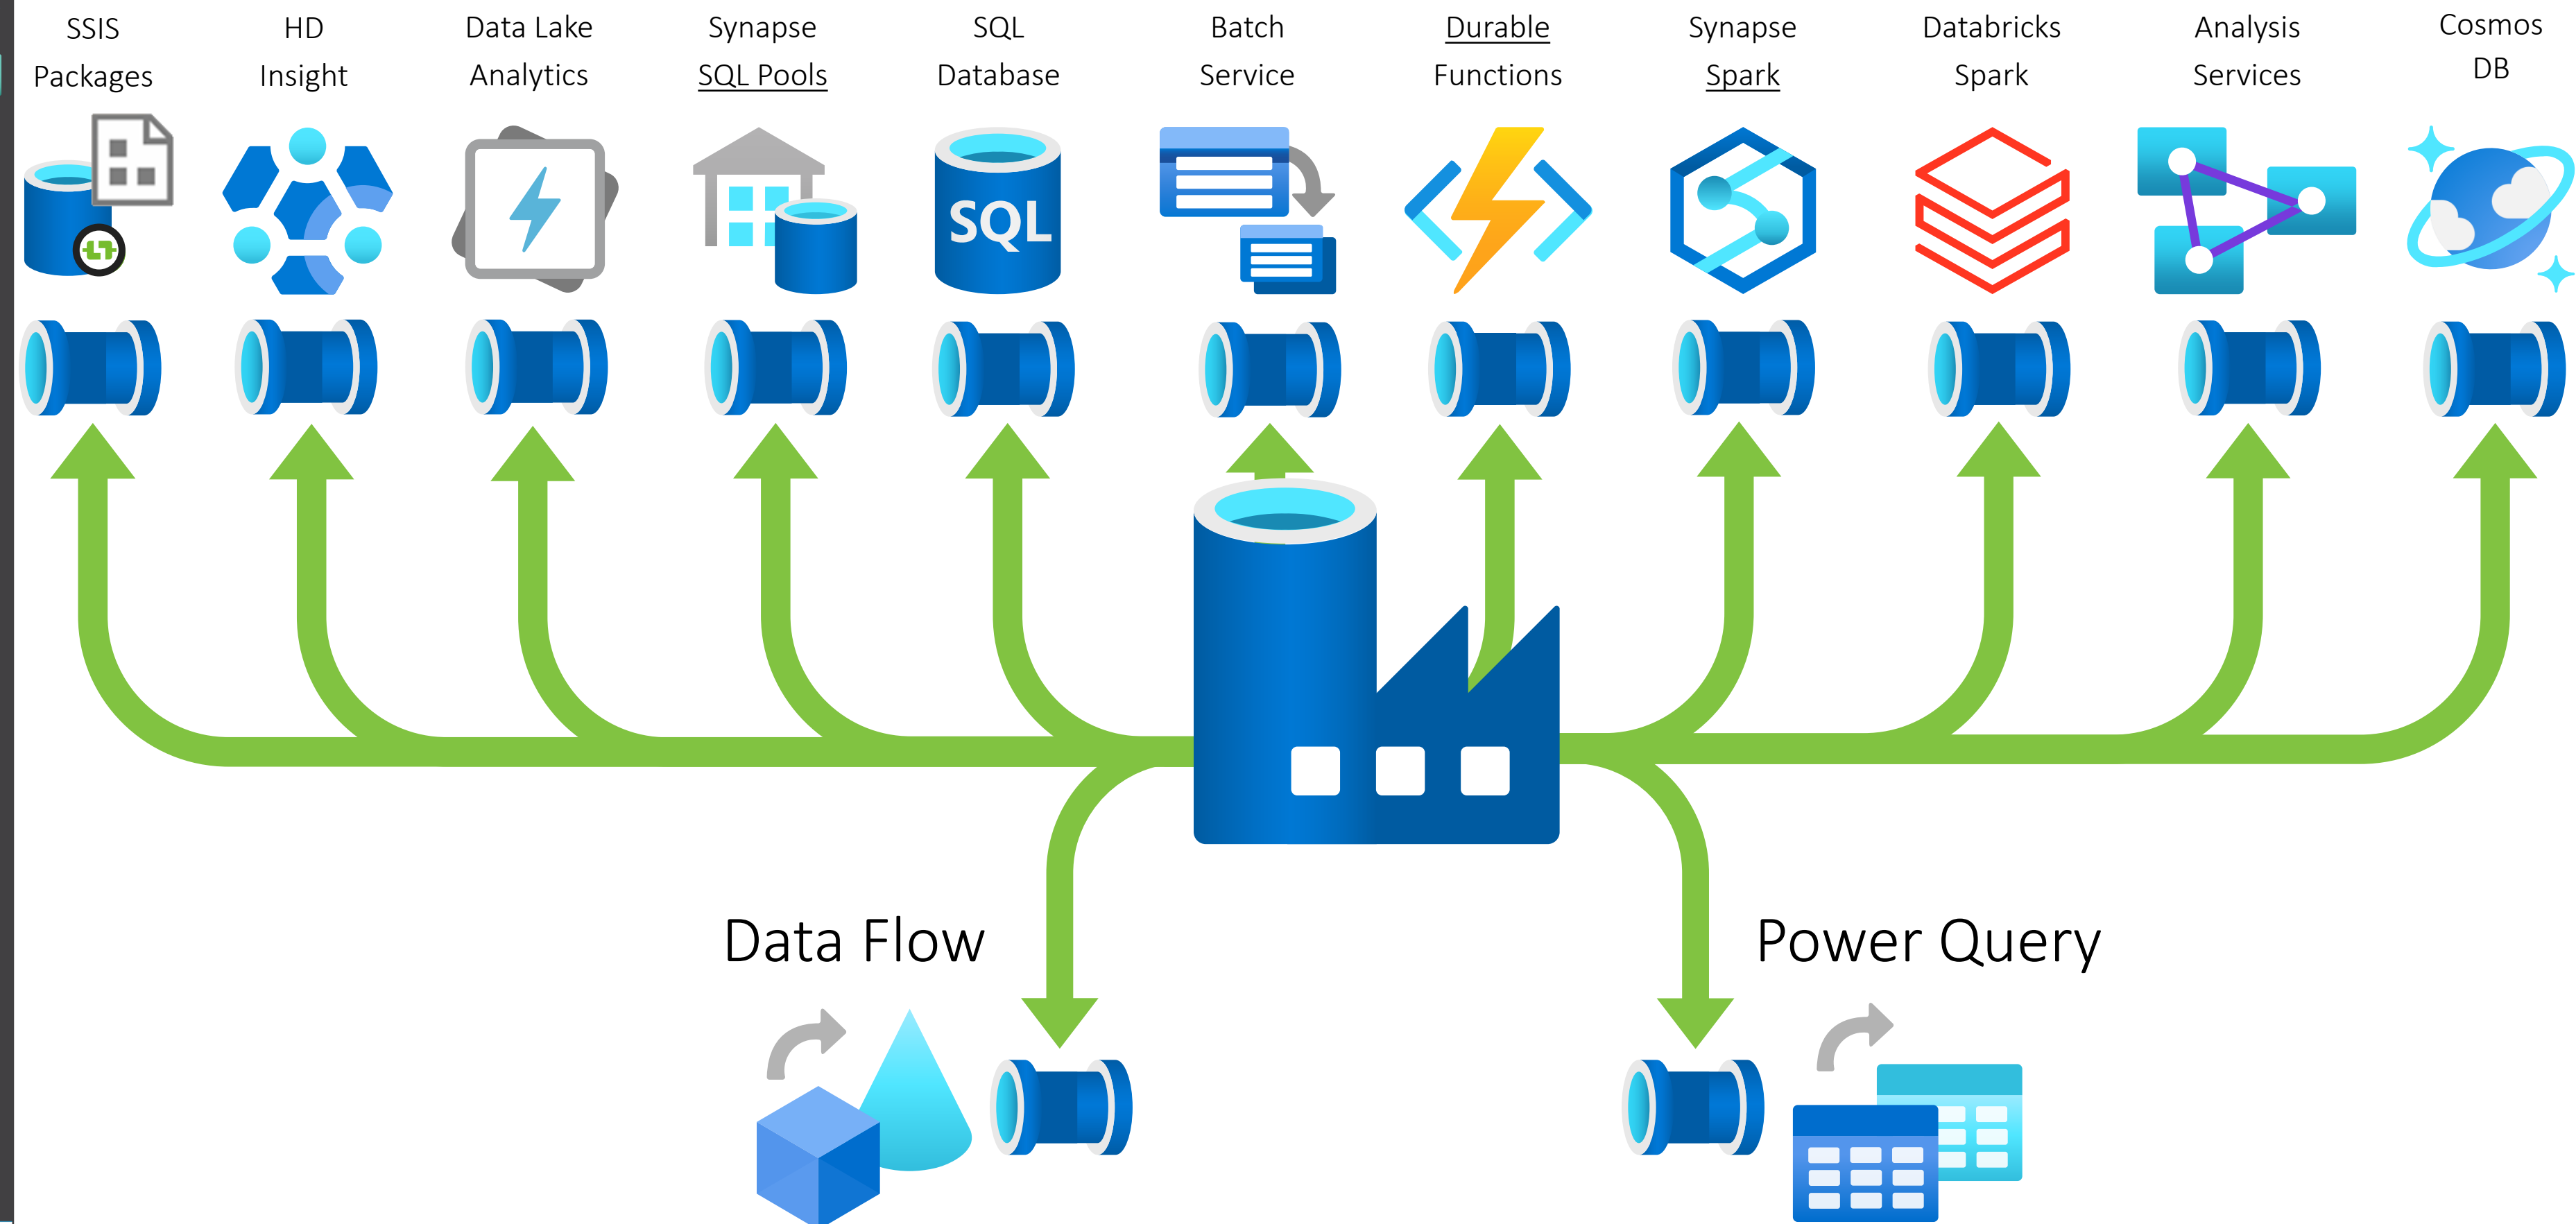 SSIS
Packages
HD
Insight
Data Lake
Analytics
Synapse
SQL Pools
SQL
Database
Batch
Service
Durable
Functions
Synapse
Spark
Databricks
Spark
Analysis
Services
Cosmos
DB
SQL
Data Flow
Power Query